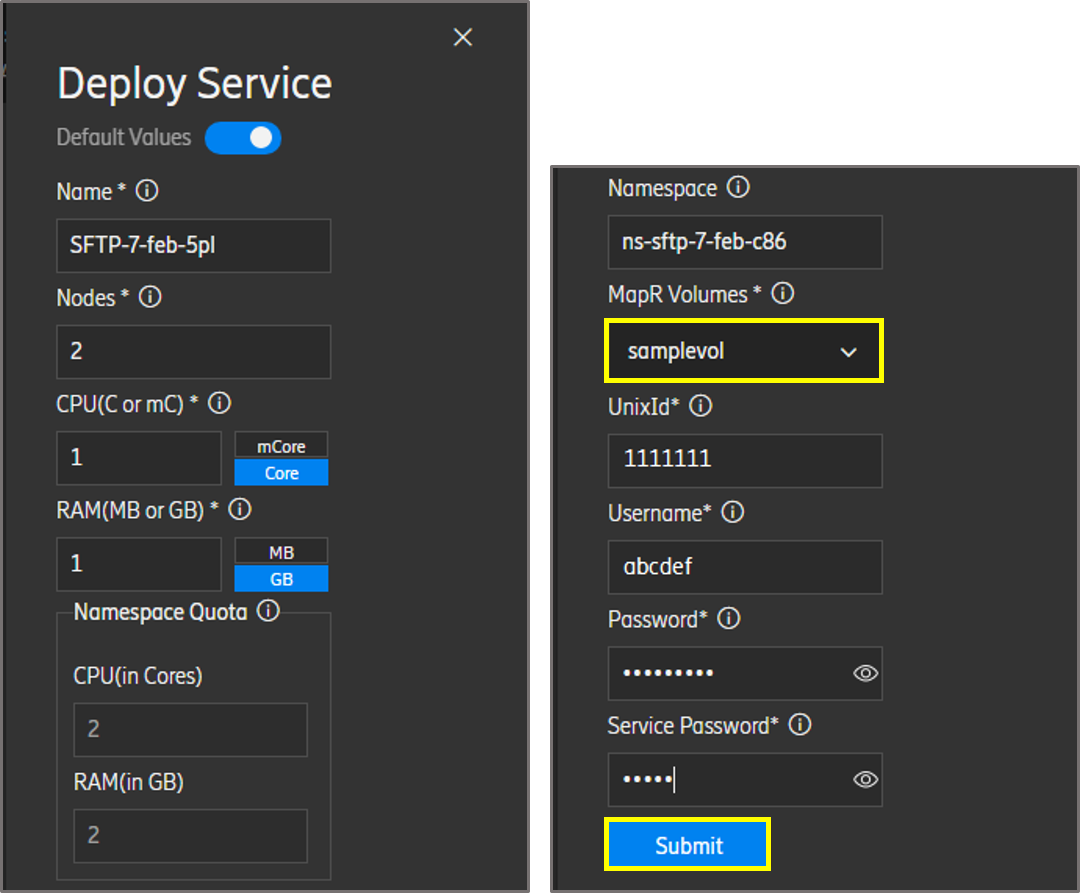 Deploy Service
Default Values
Name *
SFTP-7-feb-5pl
Nodes *
2
CPU(C or mC) *
1
mCore
Core
RAM(MB or GB) *
1
MB
GB
Namespace Quota
CPU(in Cores)
2
RAM(in GB)
2
Namespace
ns-sftp-7-feb-c86
MapR Volumes *
samplevol
UnixId*
1111111
Username*
abcdef
Password*
•••••••••
Service Password*
•••••
Submit